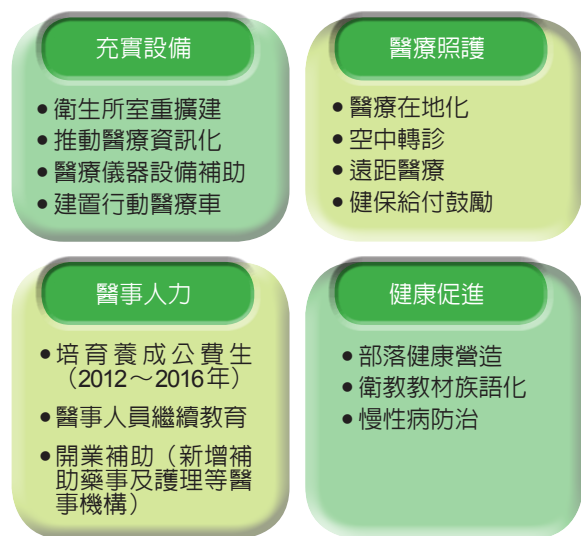 充實設備
• 衛生所室重擴建
• 推動醫療資訊化
• 醫療儀器設備補助
• 建置行動醫療車
醫療照護
• 醫療在地化
• 空中轉診
• 遠距醫療
• 健保給付鼓勵
醫事人力
• 培育養成公費生
（2012～2016年）
• 醫事人員繼續教育
• 開業補助（新增補
助藥事及護理等醫
事機構）
健康促進
• 部落健康營造
• 衛教教材族語化
• 慢性病防治